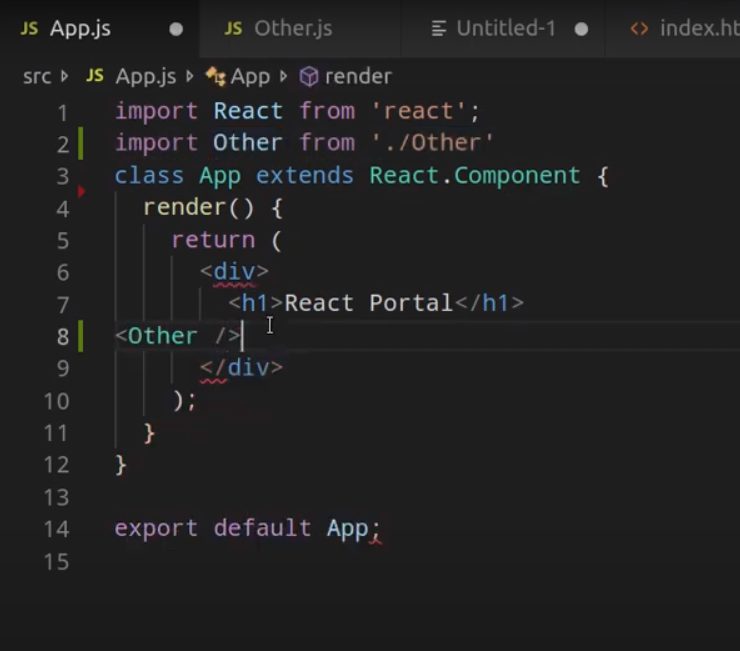 JS App.js JS Other.js Untitled-1 index.ht
src JS App.js App render
1 import React from 'react';
2 import Other from './Other'
3 class App extends React.Component {
4 render() {
5 return (
6 <div>
7 <h1>React Portal</h1>
8 <Other />
9 </div>
10 );
11 }
12 }
13
14 export default App;
15